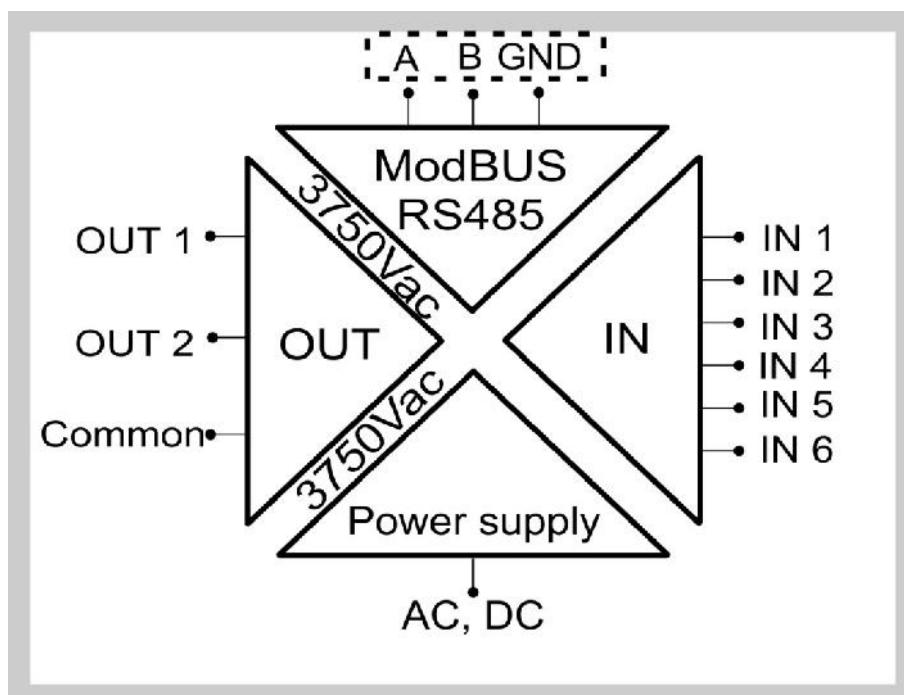 A B GND
ModBUS
RS485
3750Vac
OUT 1
OUT 2
Common
OUT
IN
IN 1
IN 2
IN 3
IN 4
IN 5
IN 6
3750Vac
Power supply
AC, DC